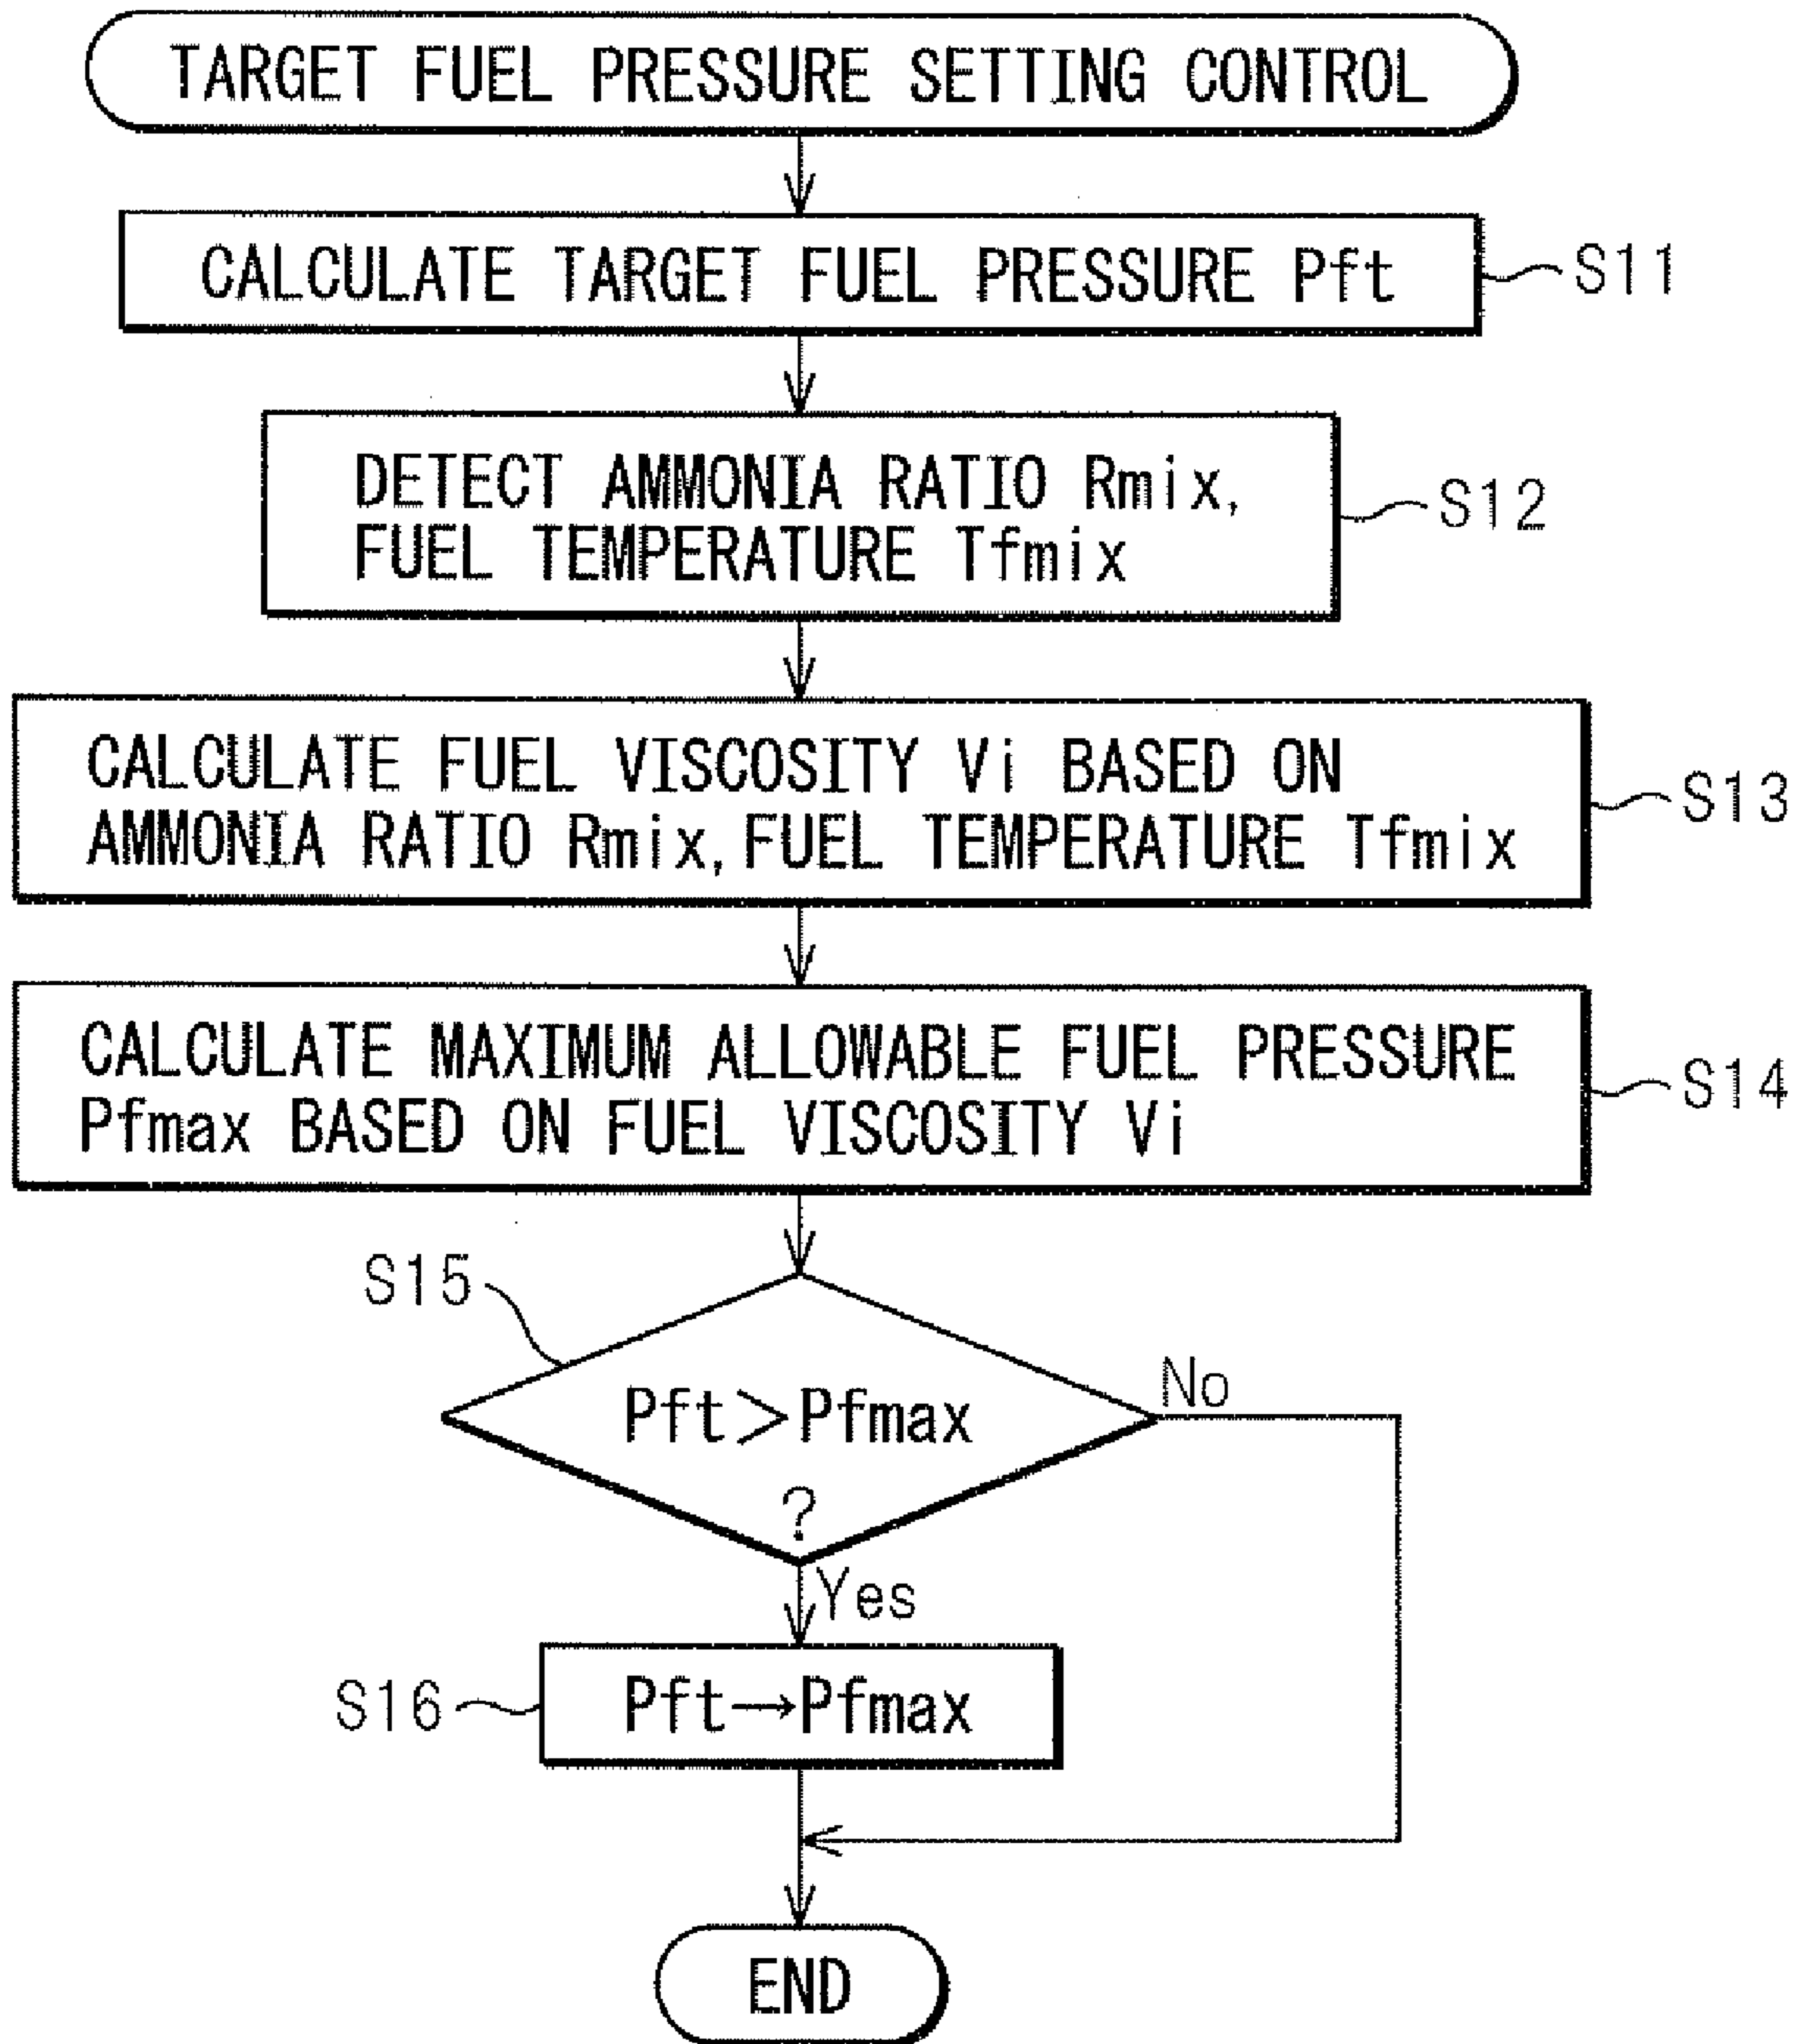 TARGET FUEL PRESSURE SETTING CONTROL
CALCULATE TARGET FUEL PRESSURE Pft
S11
DETECT AMMONIA RATIO Rmix,
FUEL TEMPERATURE Tfmix
S12
CALCULATE FUEL VISCOSITY Vi BASED ON
AMMONIA RATIO Rmix, FUEL TEMPERATURE Tfmix
S13
CALCULATE MAXIMUM ALLOWABLE FUEL PRESSURE
Pfmax BASED ON FUEL VISCOSITY Vi
S14
S15
Pft>Pfmax
?
No
Yes
S16
Pft→Pfmax
END